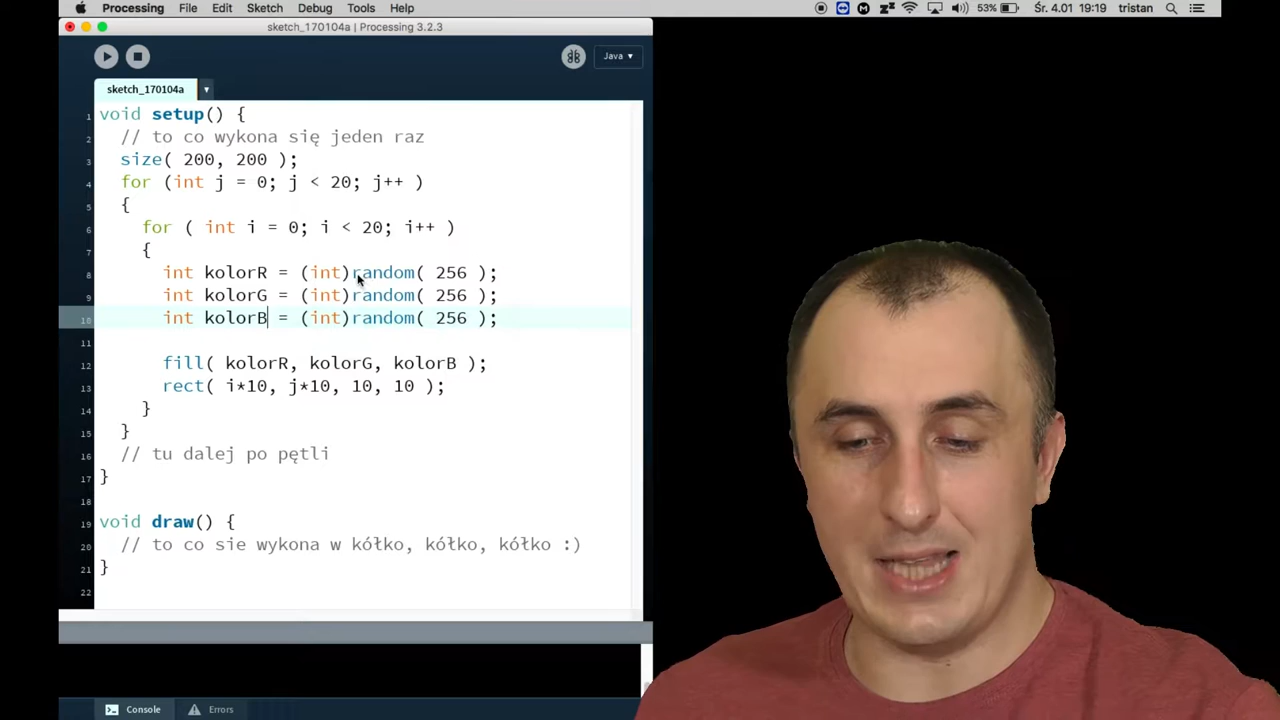 Processing File Edit Sketch Debug Tools Help 53% Śr. 4.01 19:19 tristan
sketch_170104a | Processing 3.2.3
Java ▾
sketch_170104a
1 void setup() {
2 // to co wykona się jeden raz
3 size( 200, 200 );
4 for (int j = 0; j < 20; j++ )
5 {
6 for ( int i = 0; i < 20; i++ )
7 {
8 int kolorR = (int)random( 256 );
9 int kolorG = (int)random( 256 );
10 int kolorB = (int)random( 256 );
11
12 fill( kolorR, kolorG, kolorB );
13 rect( i*10, j*10, 10, 10 );
14 }
15 }
16 // tu dalej po pętli
17 }
18
19 void draw() {
20 // to co sie wykona w kółko, kółko, kółko :)
21 }
22
Console Errors